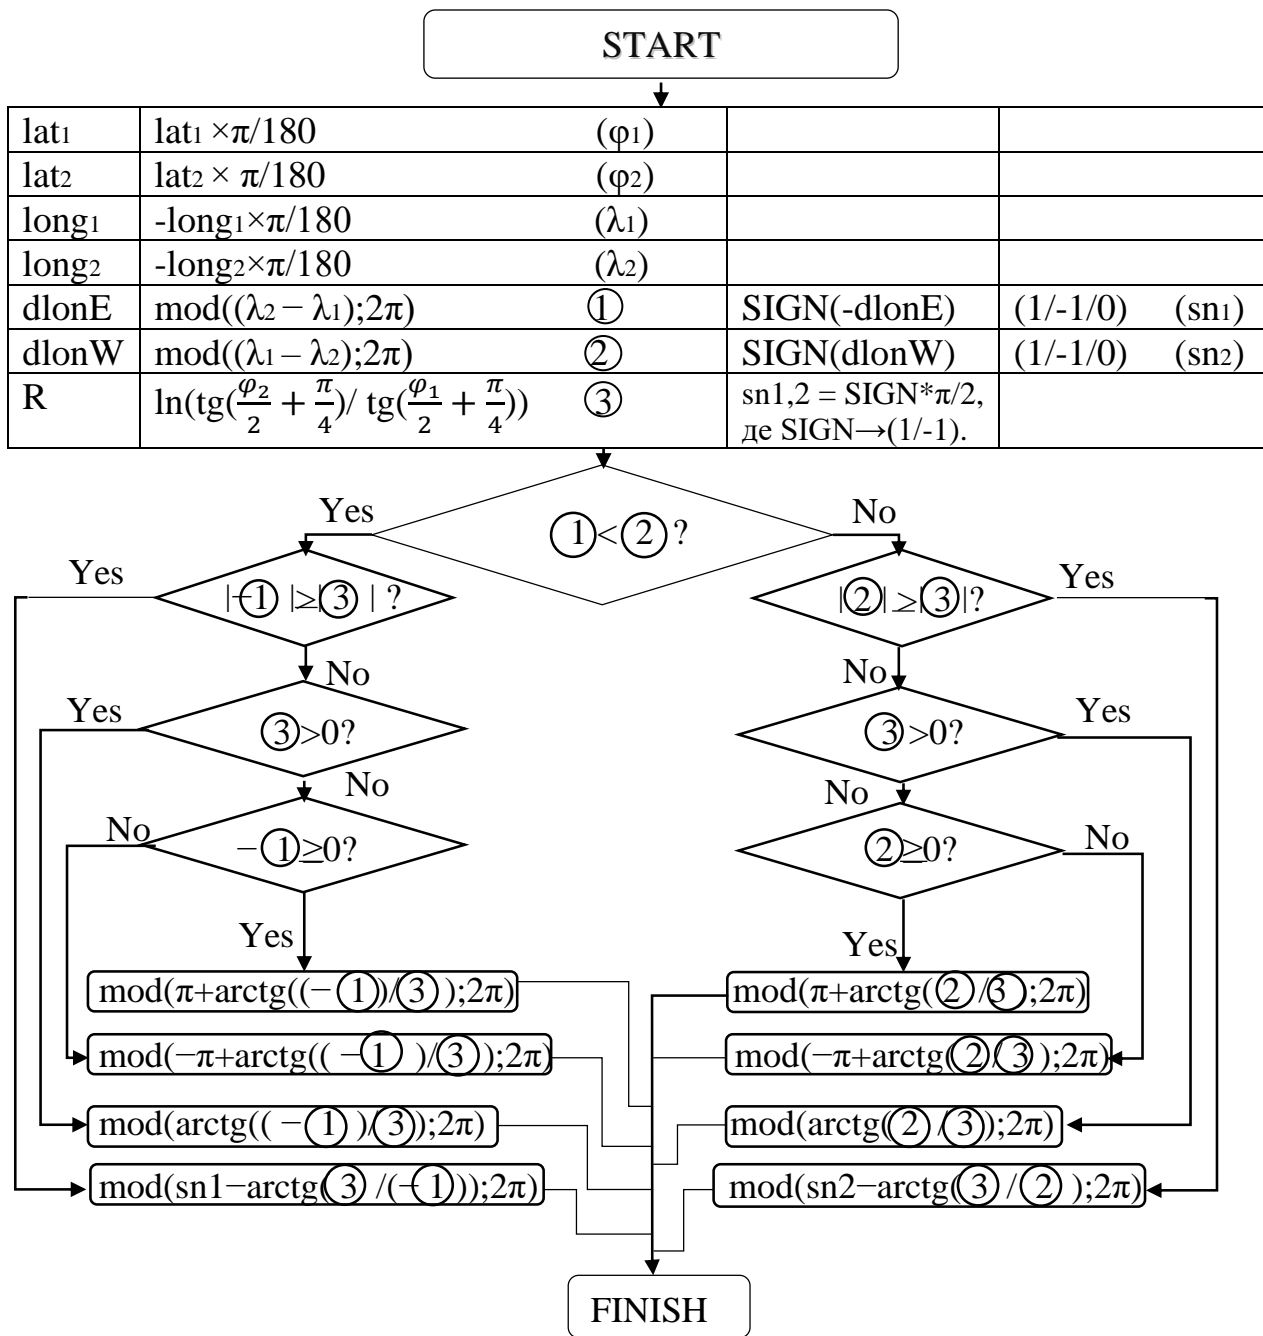 START
lat1 lat1 ×π/180 (φ1)
lat2 lat2 × π/180 (φ2)
long1 -long1×π/180 (λ1)
long2 -long2×π/180 (λ2)
dlonE mod((λ2 – λ1);2π) ① SIGN(-dlonE) (1/-1/0) (sn1)
dlonW mod((λ1 – λ2);2π) ② SIGN(dlonW) (1/-1/0) (sn2)
R ln(tg(φ2/2 + π/4)/ tg(φ1/2 + π/4)) ③ sn1,2 = SIGN*π/2,
де SIGN→(1/-1).
Yes ①<② ? No
Yes |−① |≥|③ | ? |②| ≥|③|? Yes
No No
Yes ③>0? ③>0? Yes
No No
No −①≥0? ②≥0? No
Yes Yes
mod(π+arctg((−①)/③);2π) mod(π+arctg(②/③;2π)
mod(−π+arctg(( −① )/③);2π) mod(−π+arctg(②/③);2π)
mod(arctg(( −① )/③);2π) mod(arctg(②/③);2π)
mod(sn1−arctg(③ /(−①));2π) mod(sn2−arctg(③ /② );2π)
FINISH